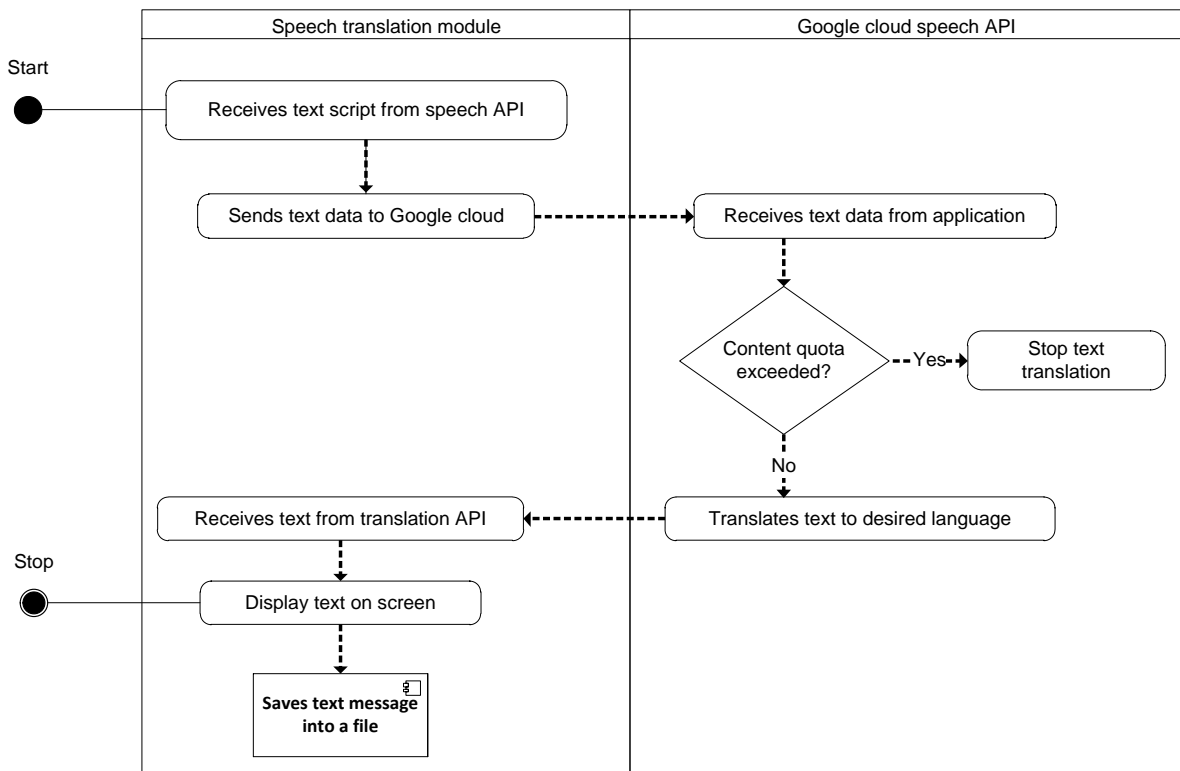 Speech translation module
Google cloud speech API
Start
Receives text script from speech API
Sends text data to Google cloud
Receives text data from application
Content quota
exceeded?
Yes
Stop text
translation
No
Receives text from translation API
Translates text to desired language
Stop
Display text on screen
Saves text message
into a file